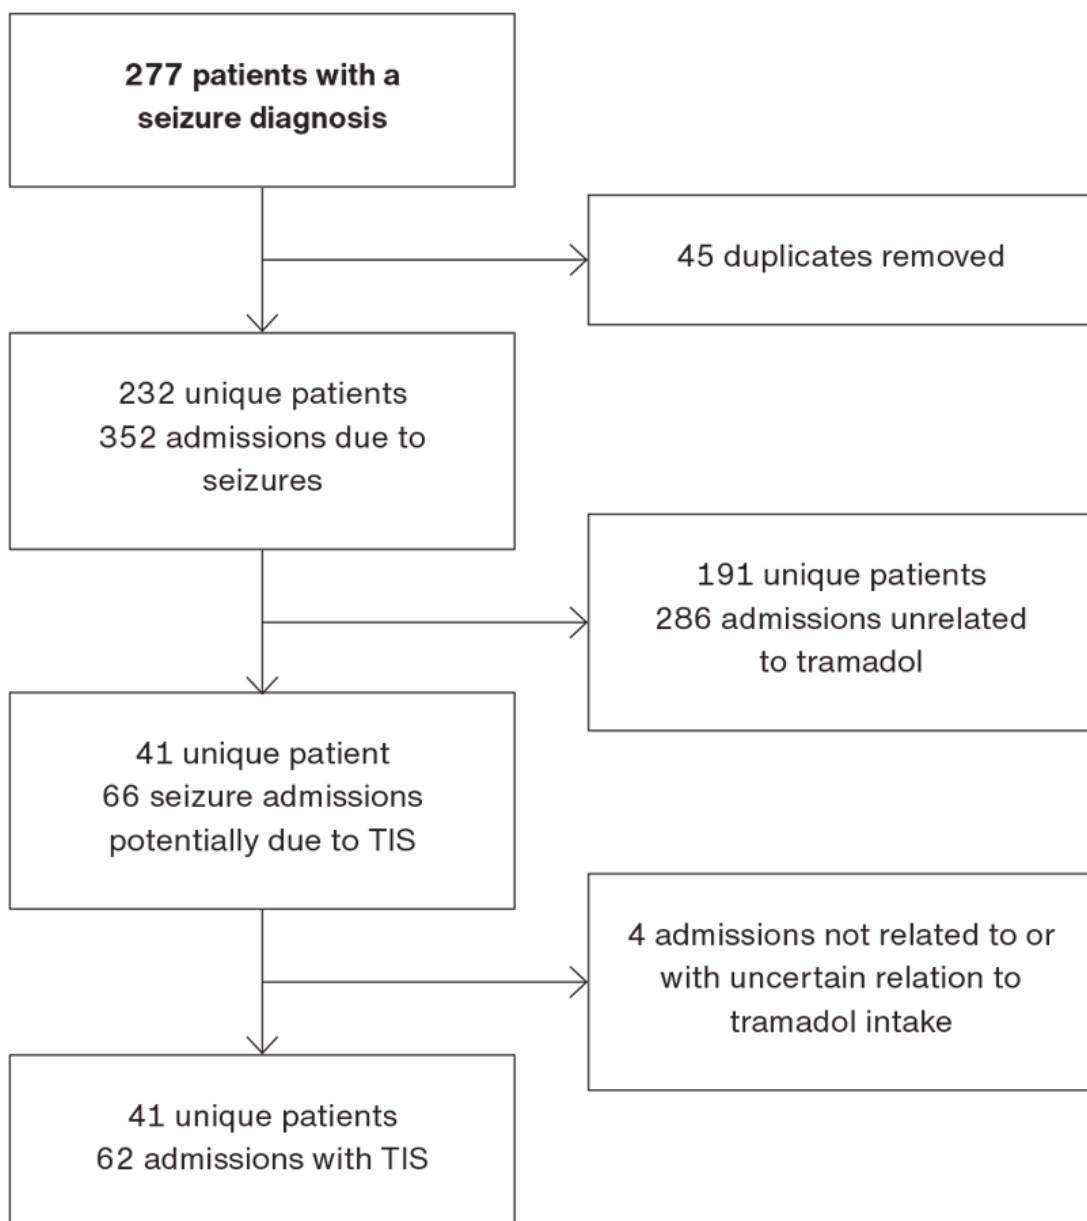 277 patients with a
seizure diagnosis
45 duplicates removed
232 unique patients
352 admissions due to
seizures
191 unique patients
286 admissions unrelated
to tramadol
41 unique patient
66 seizure admissions
potentially due to TIS
4 admissions not related to or
with uncertain relation to
tramadol intake
41 unique patients
62 admissions with TIS